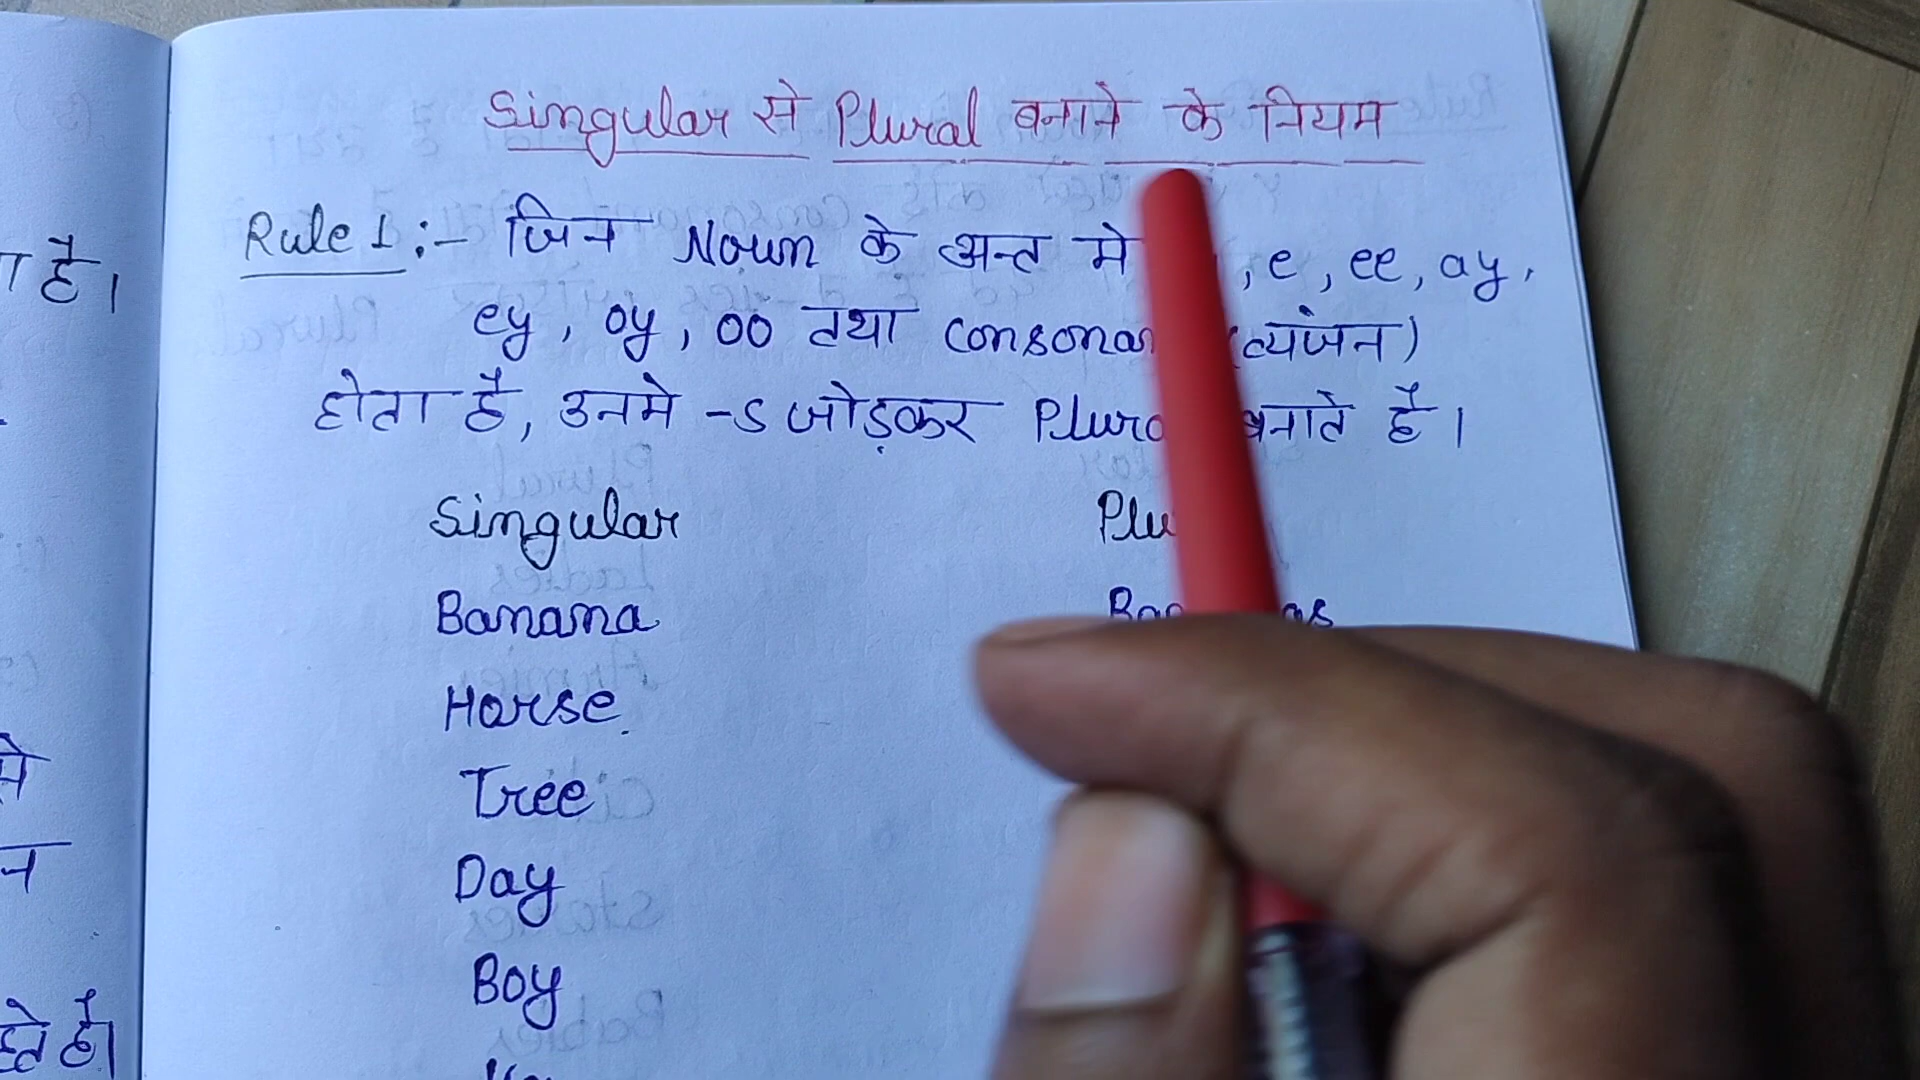 Singular से Plural बनाने के नियम
Rule 1:- जिन Noun के अन्त मे , e, ee, ay,
ey, oy, oo तथा (व्यंजन)
होता है, उनमे -s जोड़कर बनाते है।
Singular
Banana
Horse
Tree
Day
Boy